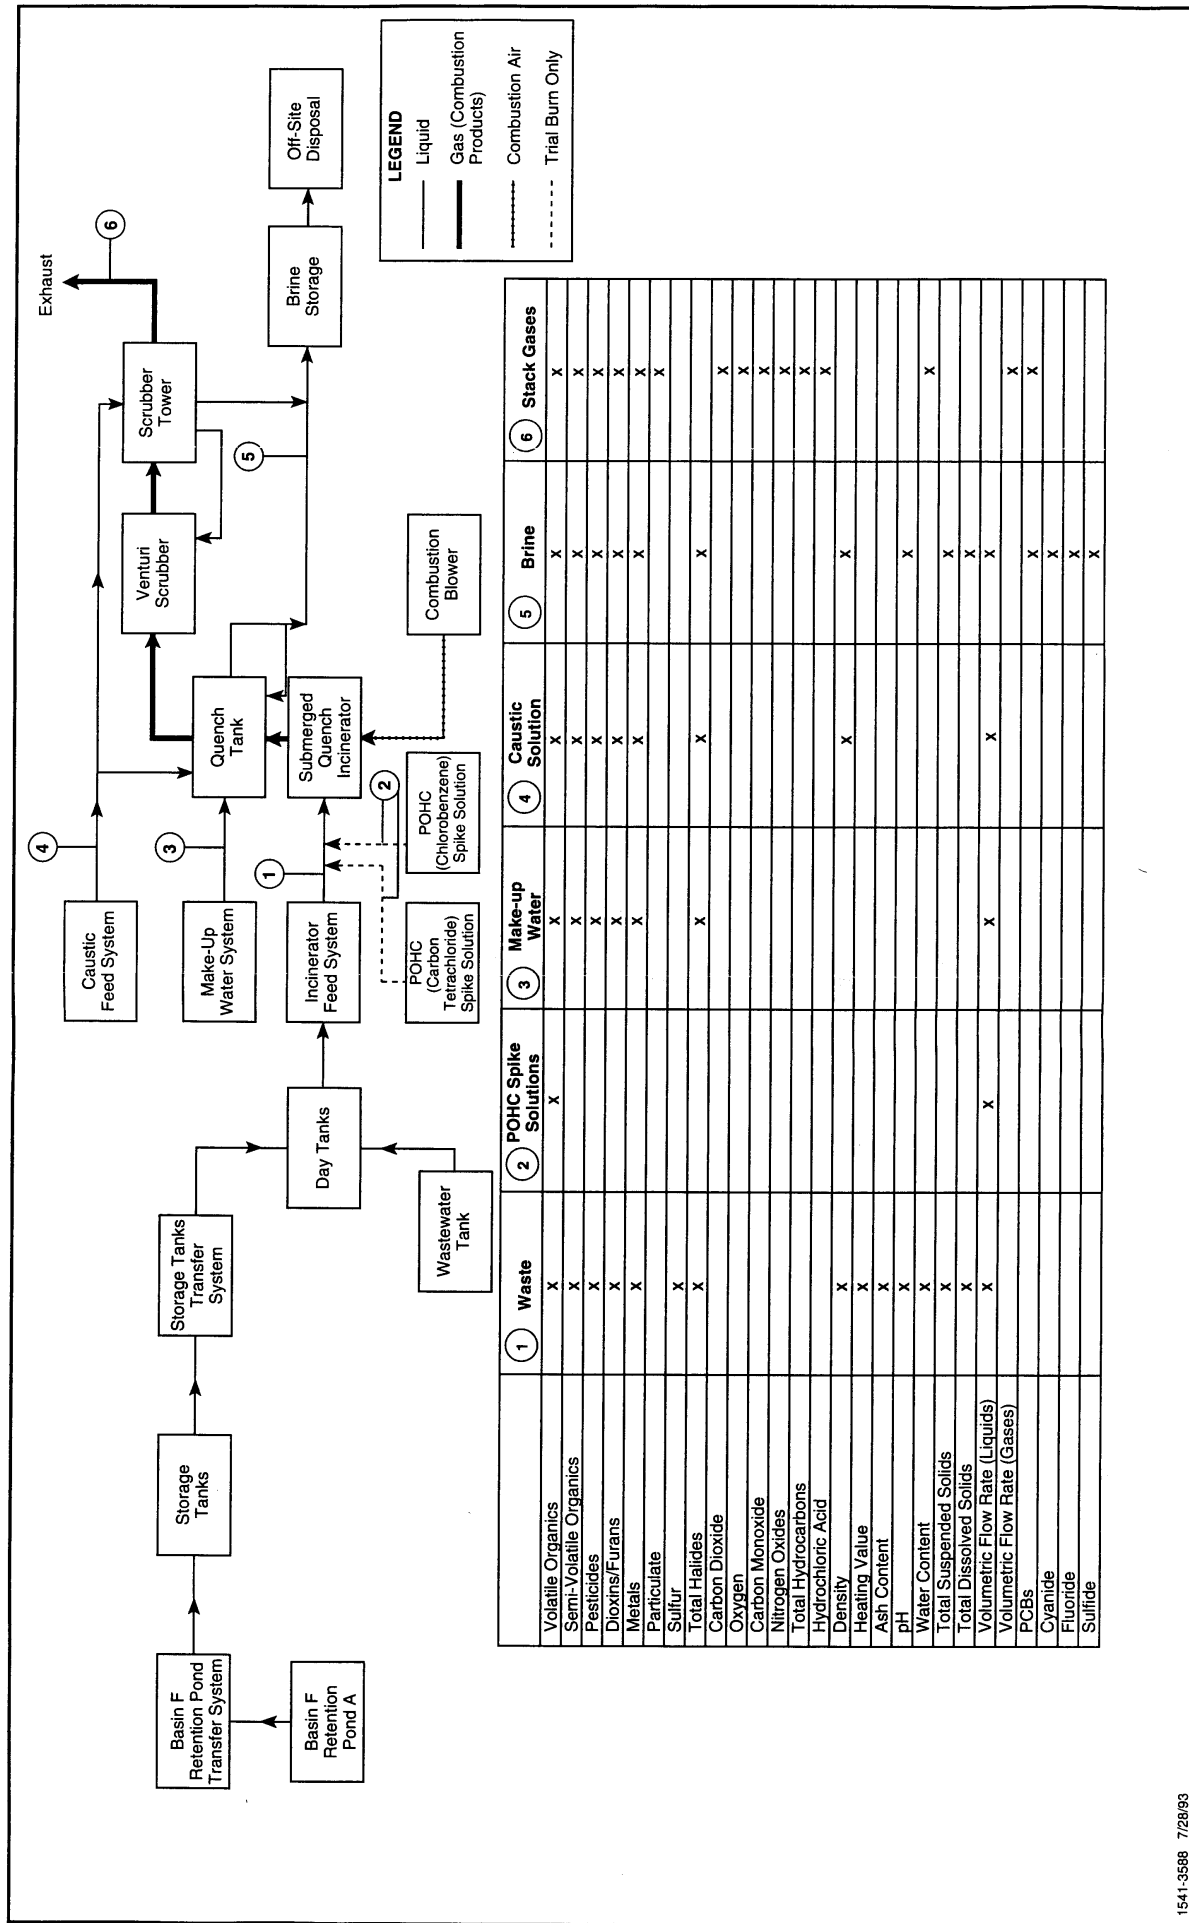 Exhaust
6
4
Caustic
Feed System
Venturi
Scrubber
Scrubber
Tower
Off-Site
Disposal
5
Brine
Storage
Basin F
Retention Pond
Transfer System
Storage
Tanks
Storage Tanks
Transfer
System
3
Make-Up
Water System
Quench
Tank
Basin F
Retention
Pond A
Day Tanks
Incinerator
Feed System
1
Submerged
Quench
Incinerator
2
Wastewater
Tank
POHC
(Carbon
Tetrachloride)
Spike Solution
POHC
(Chlorobenzene)
Spike Solution
Combustion
Blower
LEGEND
Liquid
Gas (Combustion
Products)
Combustion Air
Trial Burn Only
1 Waste 2 POHC Spike Solutions 3 Make-up Water 4 Caustic Solution 5 Brine 6 Stack Gases
Volatile Organics X X X X X X
Semi-Volatile Organics X X X X X
Pesticides X X X X X
Dioxins/Furans X X X X X
Metals X X X X X
Particulate X
Sulfur X
Total Halides X X X X
Carbon Dioxide X
Oxygen X
Carbon Monoxide X
Nitrogen Oxides X
Total Hydrocarbons X
Hydrochloric Acid X
Density X X X
Heating Value X
Ash Content X
pH X X
Water Content X X
Total Suspended Solids X X
Total Dissolved Solids X X
Volumetric Flow Rate (Liquids) X X X X X
Volumetric Flow Rate (Gases) X
PCBs X X
Cyanide X
Fluoride X
Sulfide X
1541-3588 7/28/93